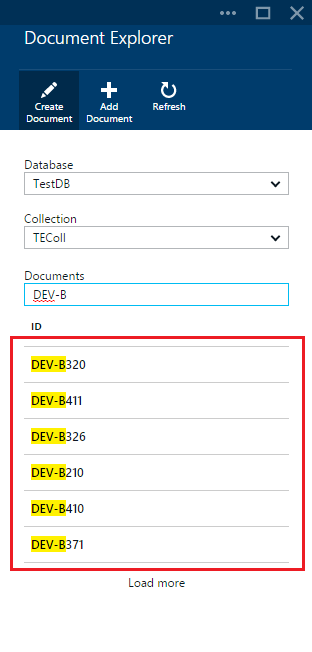 Document Explorer
Create Document
Add Document
Refresh
Database
TestDB
Collection
TEColl
Documents
DEV-B
ID
DEV-B320
DEV-B411
DEV-B326
DEV-B210
DEV-B410
DEV-B371
Load more